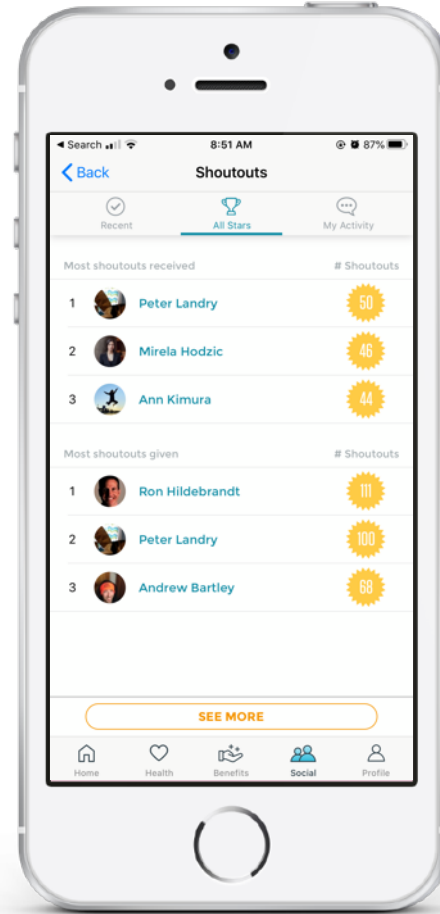 Search 8:51 AM 87%
Back Shoutouts
Recent All Stars My Activity
Most shoutouts received # Shoutouts
1 Peter Landry 50
2 Mirela Hodzic 46
3 Ann Kimura 44
Most shoutouts given # Shoutouts
1 Ron Hildebrandt 111
2 Peter Landry 100
3 Andrew Bartley 68
SEE MORE
Home Health Benefits Social Profile